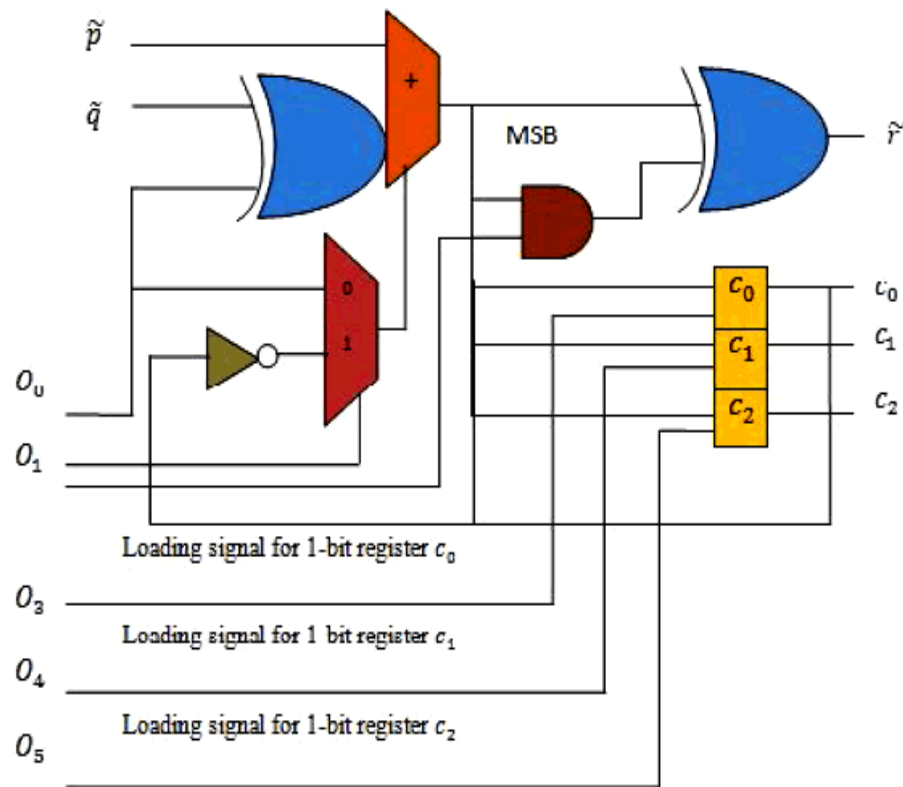 p̃
+
q̃
MSB
r̃
0
1
c₀
c₀
c₁
c₁
c₂
c₂
O₀
O₁
Loading signal for 1-bit register c₀
O₃
Loading signal for 1 bit register c₁
O₄
Loading signal for 1-bit register c₂
O₅